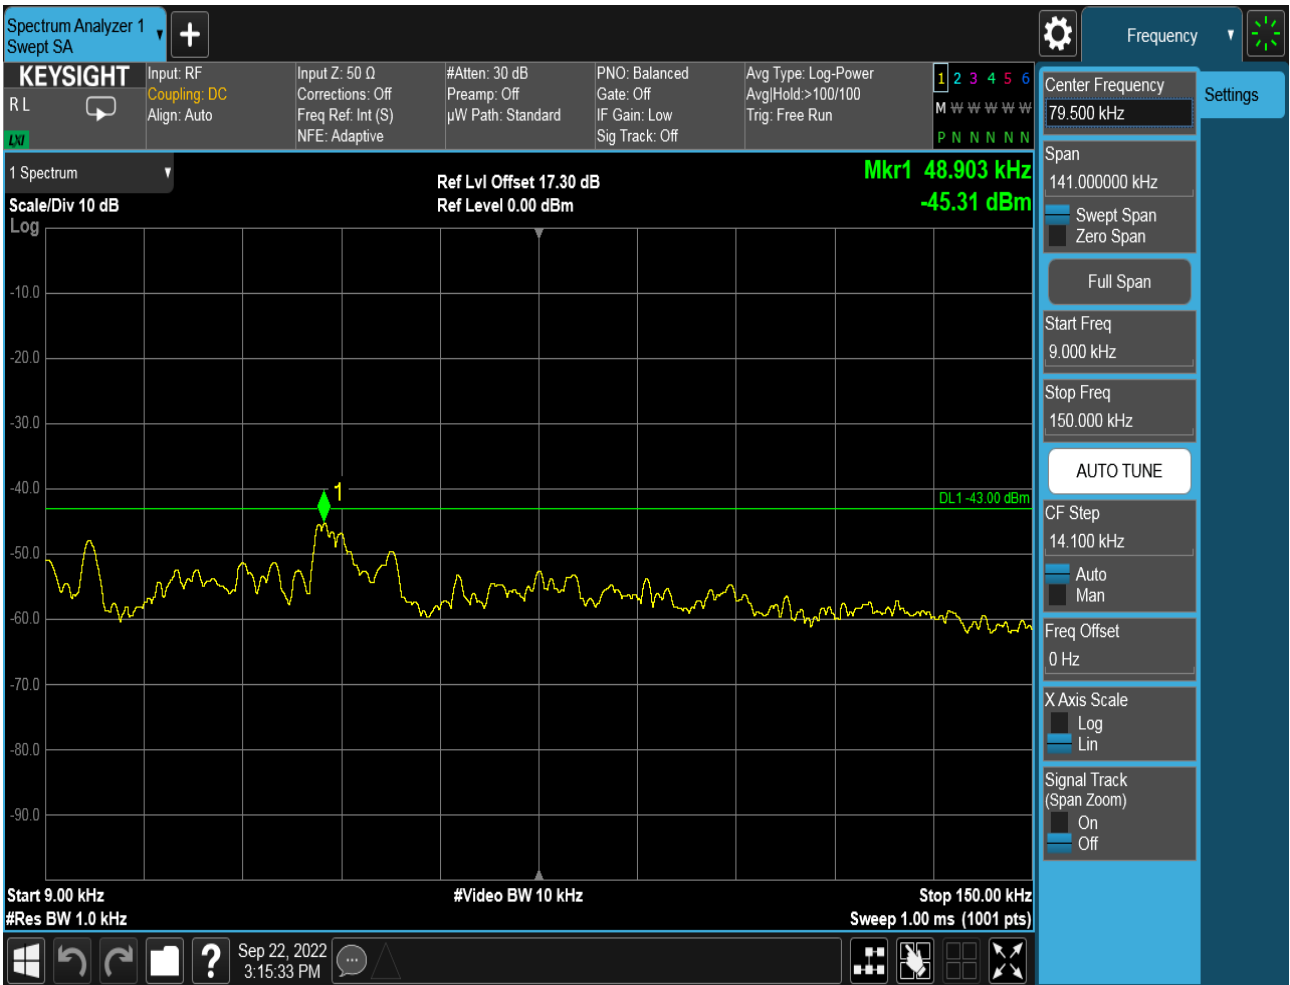 Spectrum Analyzer 1
Swept SA
+
Frequency
KEYSIGHT
R L
LXI
Input: RF
Coupling: DC
Align: Auto
Input Z: 50 Ω
Corrections: Off
Freq Ref: Int (S)
NFE: Adaptive
#Atten: 30 dB
Preamp: Off
µW Path: Standard
PNO: Balanced
Gate: Off
IF Gain: Low
Sig Track: Off
Avg Type: Log-Power
Avg|Hold:>100/100
Trig: Free Run
1 2 3 4 5 6
M W W W W W
P N N N N N
1 Spectrum
Scale/Div 10 dB
Log
Ref Lvl Offset 17.30 dB
Ref Level 0.00 dBm
Mkr1 48.903 kHz
-45.31 dBm
-10.0
-20.0
-30.0
-40.0
-50.0
-60.0
-70.0
-80.0
-90.0
1
DL1 -43.00 dBm
Start 9.00 kHz
#Res BW 1.0 kHz
#Video BW 10 kHz
Stop 150.00 kHz
Sweep 1.00 ms (1001 pts)
Center Frequency
79.500 kHz
Span
141.000000 kHz
Swept Span
Zero Span
Full Span
Start Freq
9.000 kHz
Stop Freq
150.000 kHz
AUTO TUNE
CF Step
14.100 kHz
Auto
Man
Freq Offset
0 Hz
X Axis Scale
Log
Lin
Signal Track
(Span Zoom)
On
Off
Settings
?
Sep 22, 2022
3:15:33 PM